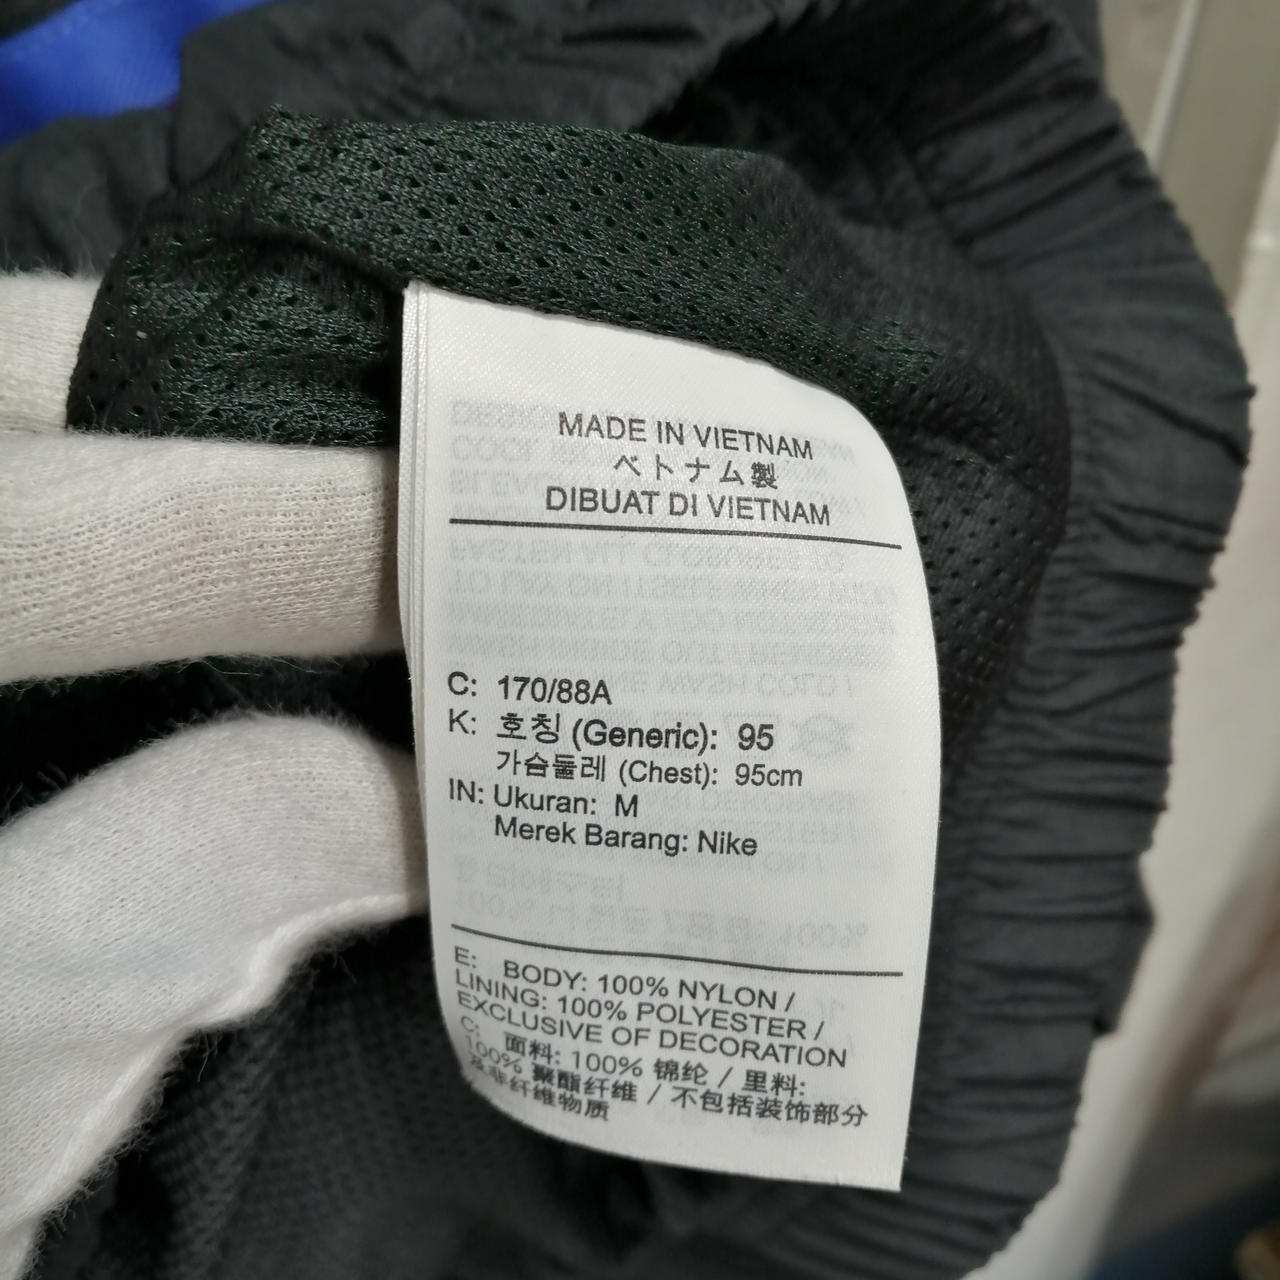 MADE IN VIETNAM
ベトナム製
DIBUAT DI VIETNAM
C: 170/88A
K: 호칭 (Generic): 95
가슴둘레 (Chest): 95cm
IN: Ukuran: M
Merek Barang: Nike
E: BODY: 100% NYLON /
LINING: 100% POLYESTER /
EXCLUSIVE OF DECORATION
C: 面料: 100% 锦纶 / 里料:
100% 聚酯纤维 / 不包括装饰部分
及非纤维物质